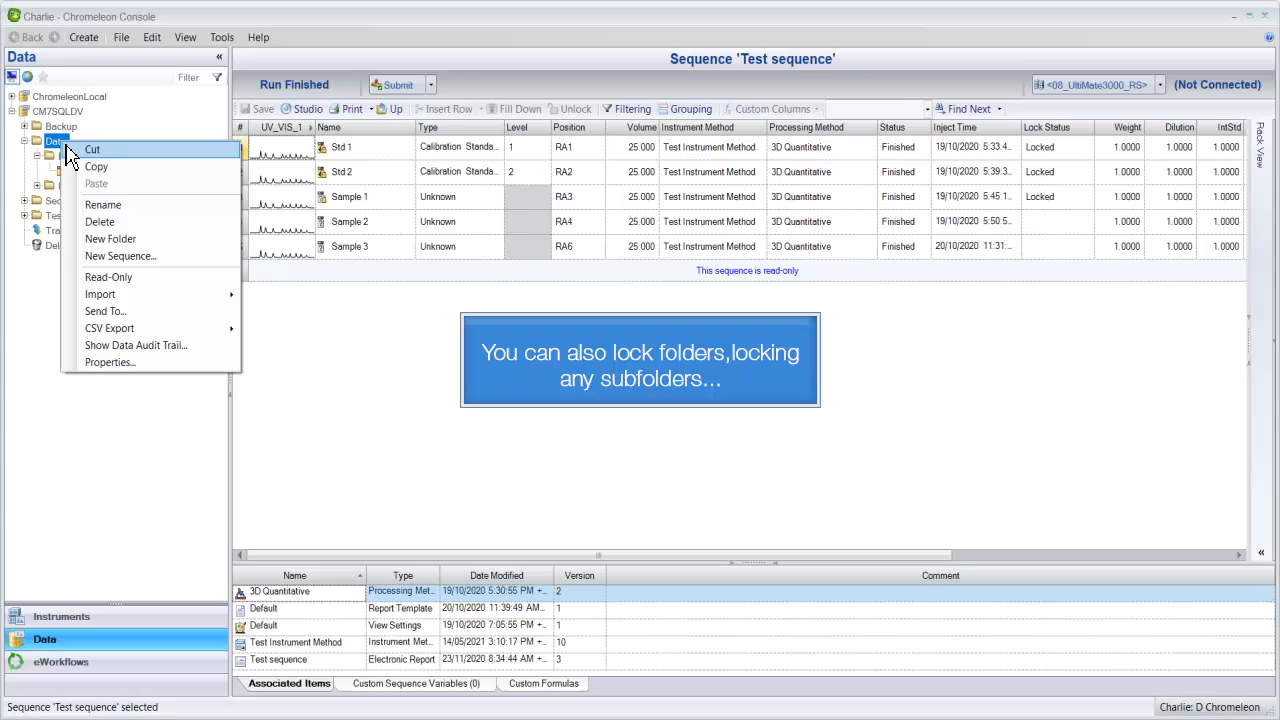 Charlie - Chromeleon Console
Back Create File Edit View Tools Help
Data «
Filter
ChromeleonLocal
CM7SQLDV
Backup
Cut
Copy
Paste
Rename
Delete
New Folder
New Sequence...
Read-Only
Import
Send To...
CSV Export
Show Data Audit Trail...
Properties...
Instruments
Data
eWorkflows
Sequence 'Test sequence'
Run Finished Submit <08_UltiMate3000_RS> (Not Connected)
Save Studio Print Up Insert Row Fill Down Unlock Filtering Grouping Custom Columns Find Next
# UV_VIS_1 Name Type Level Position Volume Instrument Method Processing Method Status Inject Time Lock Status Weight Dilution IntStd
Std 1 Calibration Standa... 1 RA1 25.000 Test Instrument Method 3D Quantitative Finished 19/10/2020 5:33:4... Locked 1.0000 1.0000 1.0000
Std 2 Calibration Standa... 2 RA2 25.000 Test Instrument Method 3D Quantitative Finished 19/10/2020 5:39:3... Locked 1.0000 1.0000 1.0000
Sample 1 Unknown RA3 25.000 Test Instrument Method 3D Quantitative Finished 19/10/2020 5:45:1... Locked 1.0000 1.0000 1.0000
Sample 2 Unknown RA4 25.000 Test Instrument Method 3D Quantitative Finished 19/10/2020 5:50:5... 1.0000 1.0000 1.0000
Sample 3 Unknown RA6 25.000 Test Instrument Method 3D Quantitative Finished 20/10/2020 11:31:... 1.0000 1.0000 1.0000
This sequence is read-only
Rack View
«
You can also lock folders,locking
any subfolders...
Name Type Date Modified Version Comment
3D Quantitative Processing Met... 19/10/2020 5:30:55 PM +... 2
Default Report Template 20/10/2020 11:39:49 AM... 1
Default View Settings 19/10/2020 7:05:55 PM +... 1
Test Instrument Method Instrument Met... 14/05/2021 3:10:17 PM +... 10
Test sequence Electronic Report 23/11/2020 8:34:44 AM +... 3
Associated Items Custom Sequence Variables (0) Custom Formulas
Sequence 'Test sequence' selected Charlie: D Chromeleon